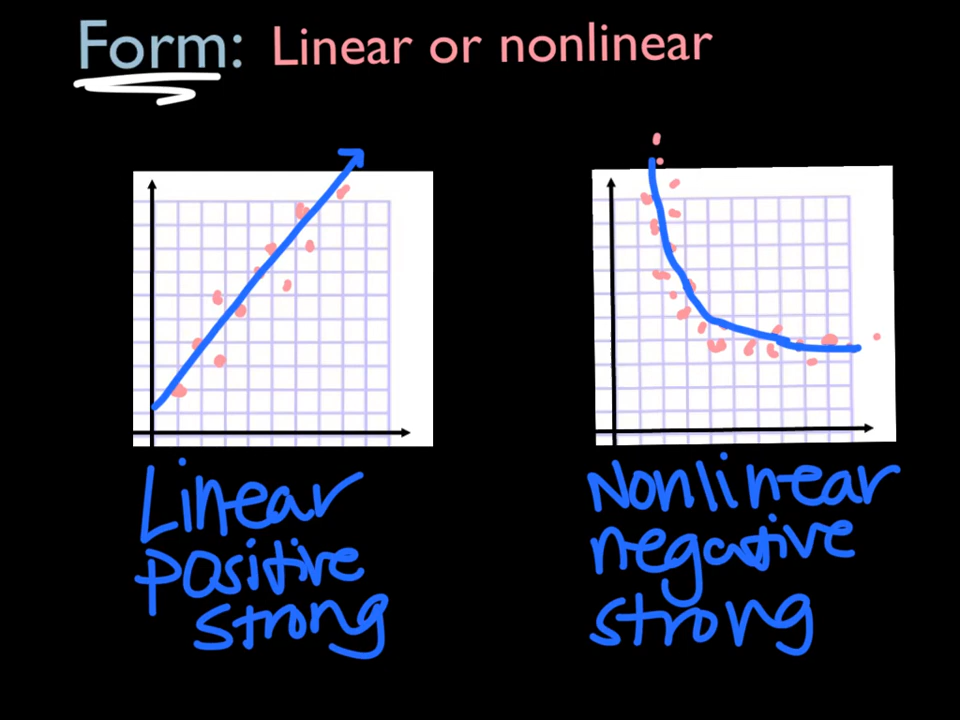 Form: Linear or nonlinear
Linear
positive
strong
Nonlinear
negative
strong